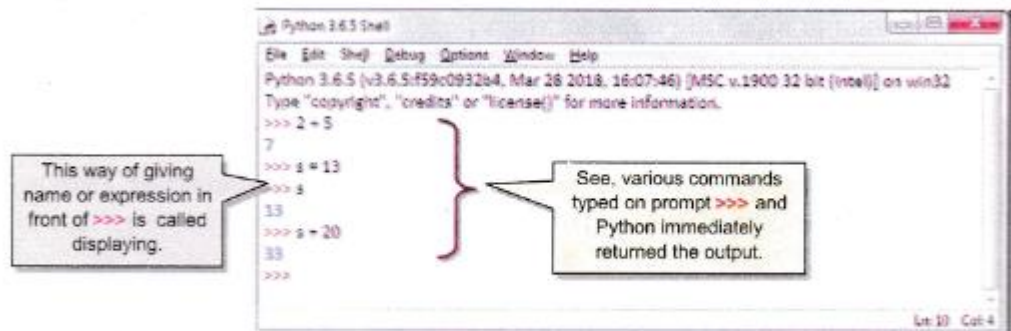 Python 3.6.5 Shell
File Edit Shell Debug Options Window Help
Python 3.6.5 (v3.6.5:f59c0932b4, Mar 28 2018, 16:07:46) [MSC v.1900 32 bit (Intel)] on win32
Type "copyright", "credits" or "license()" for more information.
>>> 2 + 5
7
>>> s = 13
>>> s
13
>>> s + 20
33
>>>
Ln: 10 Col: 4
This way of giving
name or expression in
front of >>> is called
displaying.
See, various commands
typed on prompt >>> and
Python immediately
returned the output.